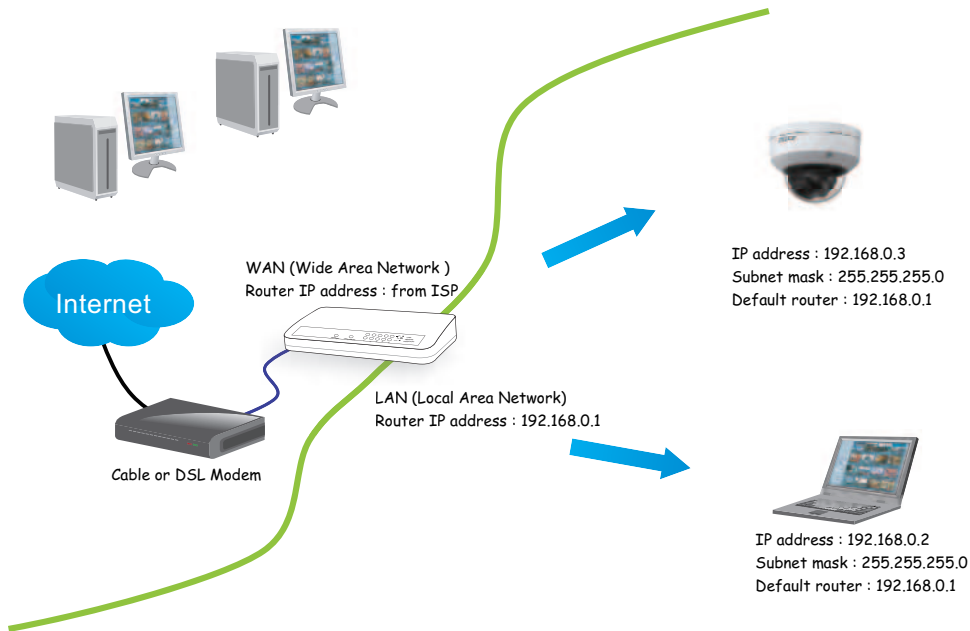 WAN (Wide Area Network )
Router IP address : from ISP
Internet
Cable or DSL Modem
LAN (Local Area Network)
Router IP address : 192.168.0.1
IP address : 192.168.0.3
Subnet mask : 255.255.255.0
Default router : 192.168.0.1
IP address : 192.168.0.2
Subnet mask : 255.255.255.0
Default router : 192.168.0.1